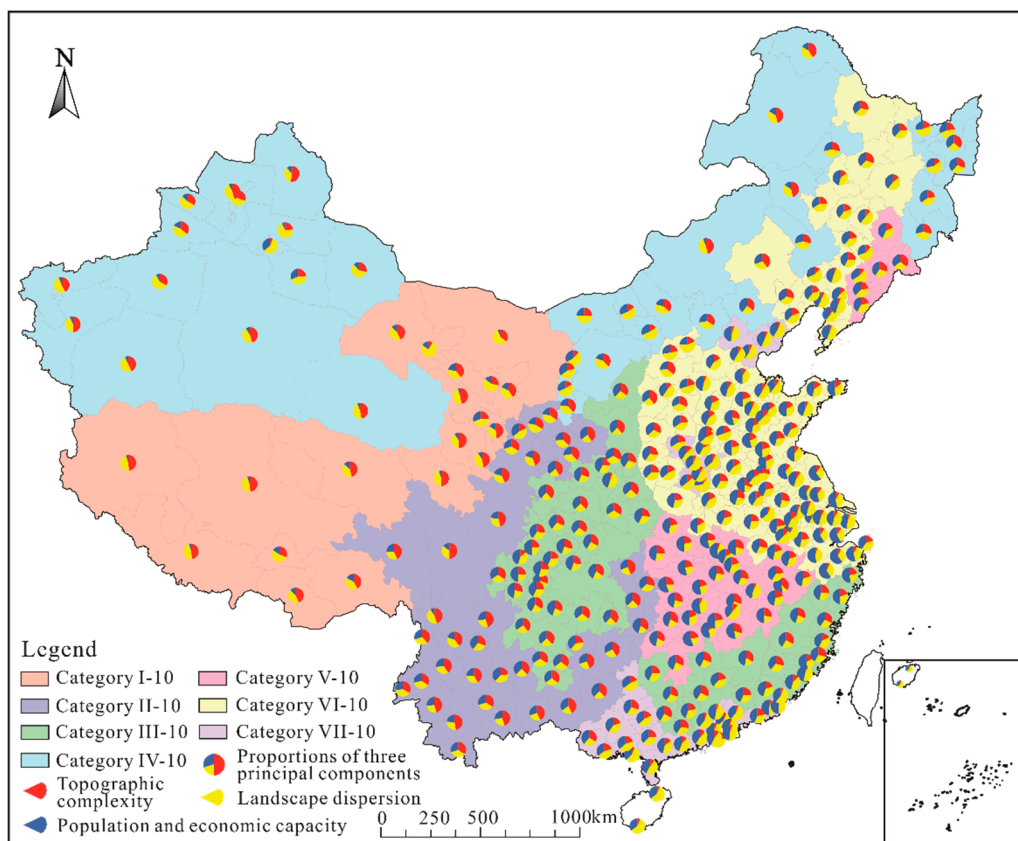 N
Legend
Category I-10
Category V-10
Category II-10
Category VI-10
Category III-10
Category VII-10
Category IV-10
Proportions of three
principal components
Topographic
complexity
Landscape dispersion
Population and economic capacity
0 250 500 1000km